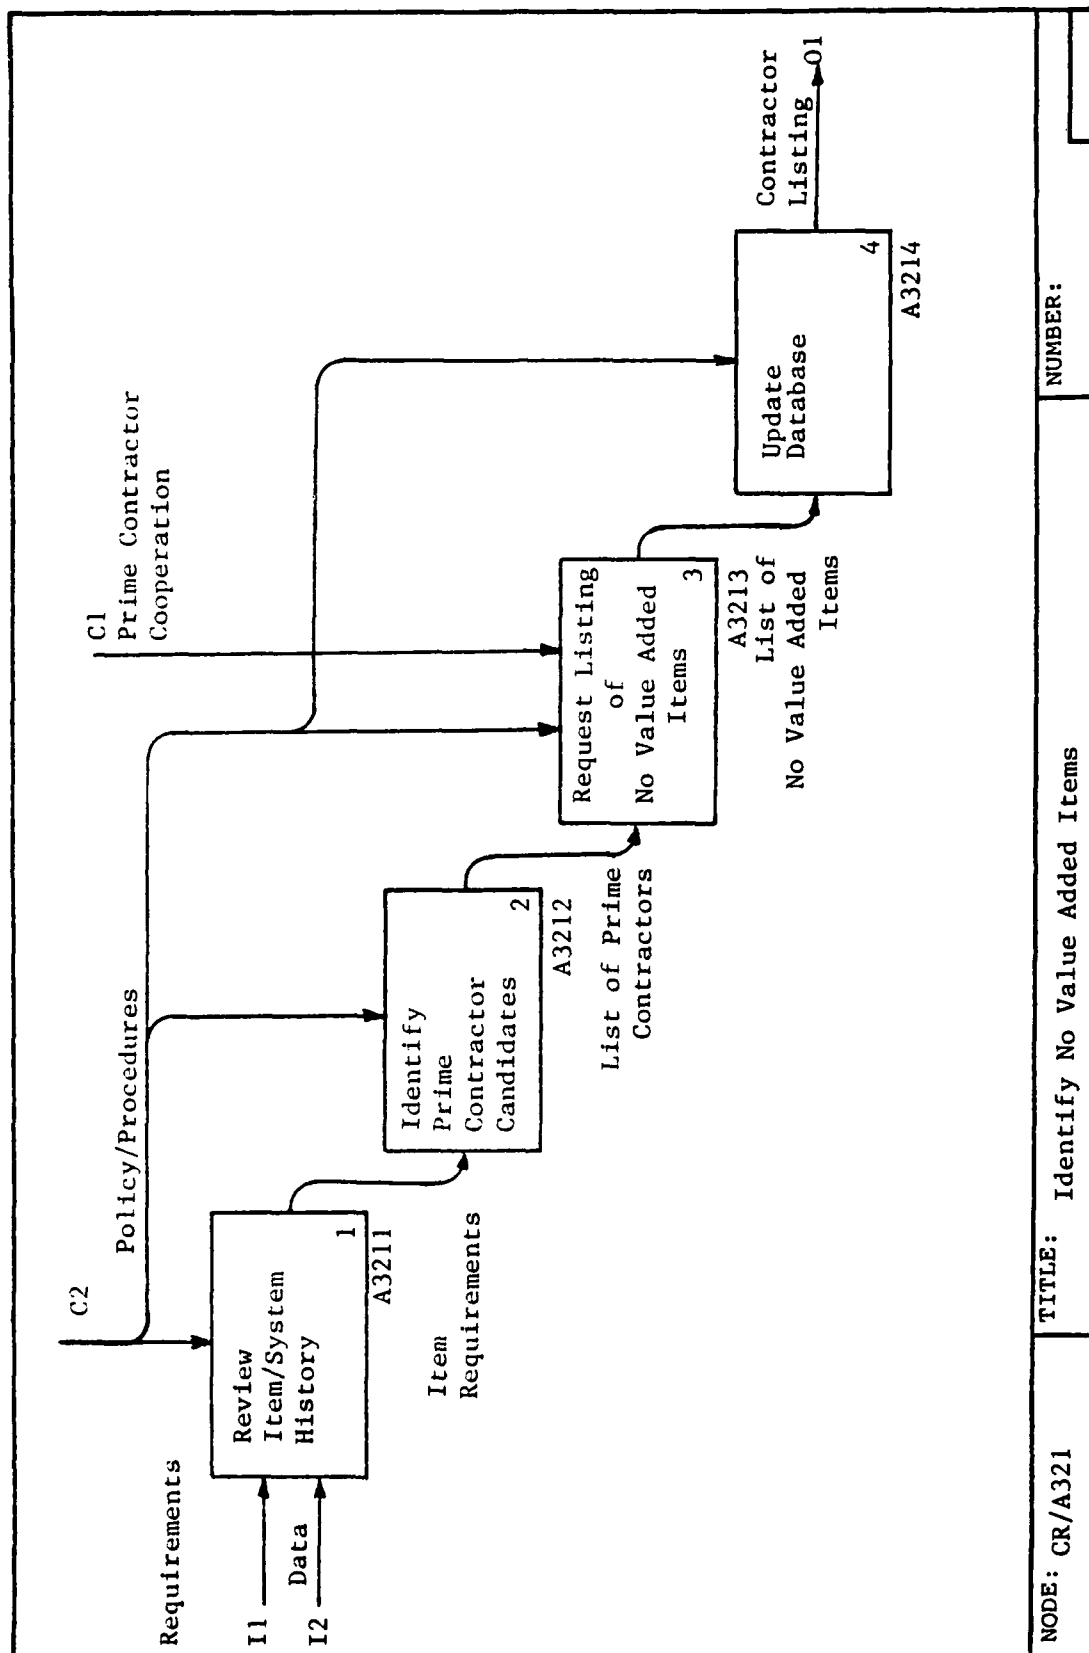 C2
Policy/Procedures
C1
Prime Contractor
Cooperation
Requirements
I1
Data
I2
Review
Item/System
History
1
A3211
Item
Requirements
Identify
Prime
Contractor
Candidates
2
A3212
List of Prime
Contractors
Request Listing
of
No Value Added
Items
3
A3213
List of
No Value Added
Items
Update
Database
4
A3214
Contractor
Listing
O1
NODE: CR/A321
TITLE: Identify No Value Added Items
NUMBER: